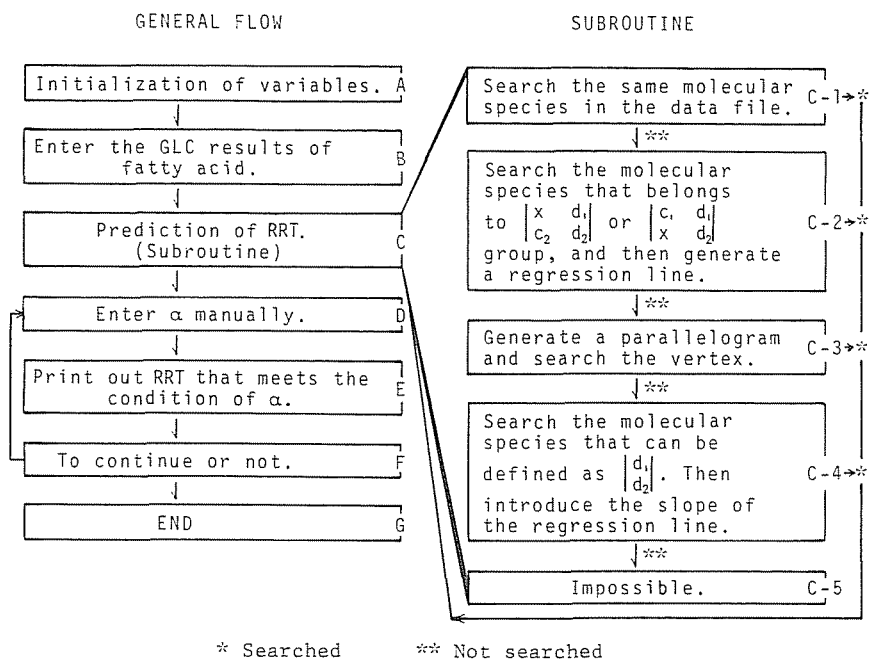 GENERAL FLOW
Initialization of variables. A
Enter the GLC results of
fatty acid.
B
Prediction of RRT.
(Subroutine)
C
Enter α manually. D
Print out RRT that meets the
condition of α.
E
To continue or not. F
END G
SUBROUTINE
Search the same molecular
species in the data file.
C-1→*
**
Search the molecular
species that belongs
to |x d₁| or |c₁ d₁|
|c₂ d₂| |x d₂|
group, and then generate
a regression line.
C-2→*
**
Generate a parallelogram
and search the vertex.
C-3→*
**
Search the molecular
species that can be
defined as |d₁|. Then
|d₂|
introduce the slope of
the regression line.
C-4→*
**
Impossible. C-5
* Searched ** Not searched